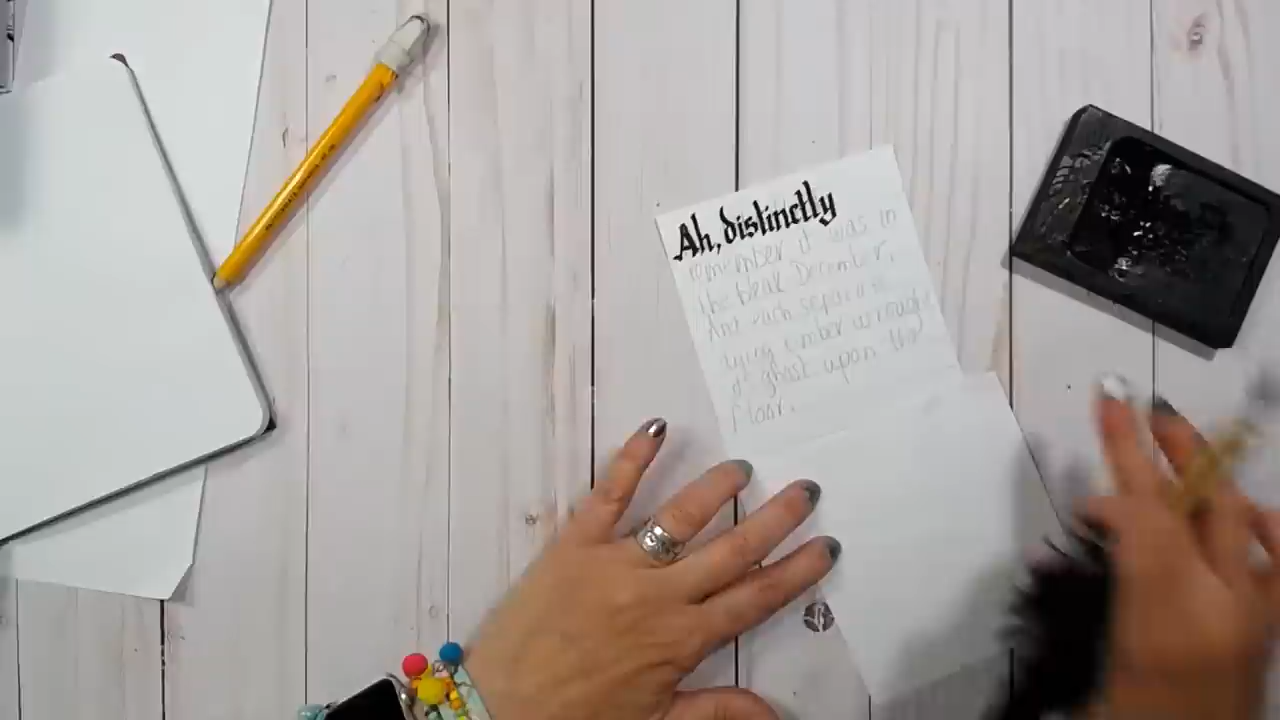 Ah, distinctly
remember it was in
the bleak December,
And each separate
dying ember wrought
it' ghost upon the
floor.